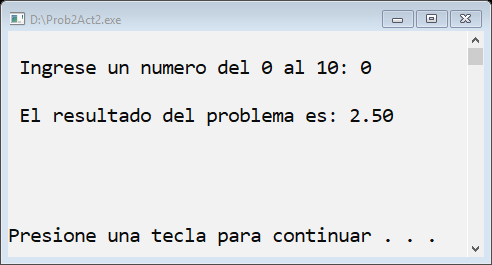 D:\Prob2Act2.exe
Ingrese un numero del 0 al 10: 0
El resultado del problema es: 2.50
Presione una tecla para continuar . . .